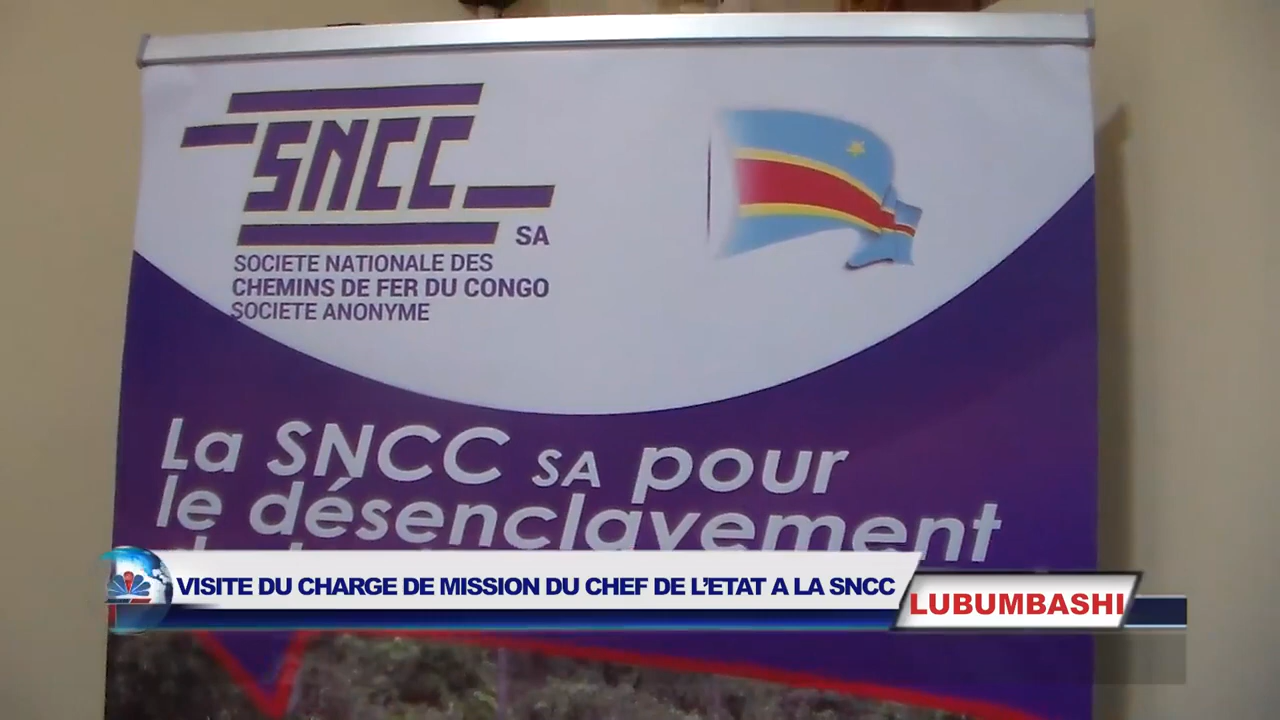 SNCC
SA
SOCIETE NATIONALE DES
CHEMINS DE FER DU CONGO
SOCIETE ANONYME
La SNCC SA pour
le désenclavement
VISITE DU CHARGE DE MISSION DU CHEF DE L'ETAT A LA SNCC
LUBUMBASHI